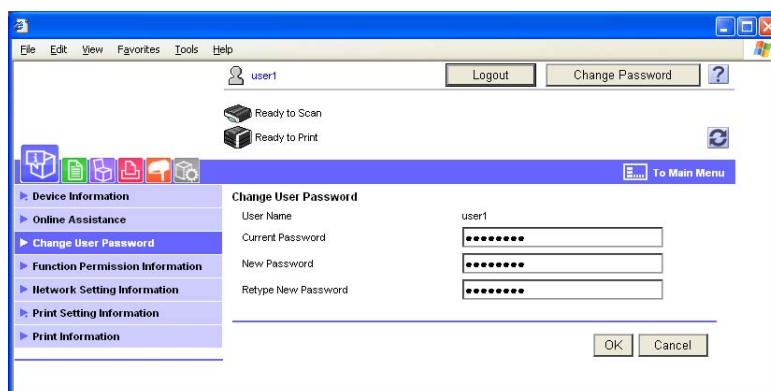 File Edit View Favorites Tools Help
user1 Logout Change Password ?
Ready to Scan
Ready to Print
To Main Menu
Device Information
Online Assistance
Change User Password
Function Permission Information
Network Setting Information
Print Setting Information
Print Information
Change User Password
User Name user1
Current Password ●●●●●●●●
New Password ●●●●●●●●
Retype New Password ●●●●●●●●
OK Cancel